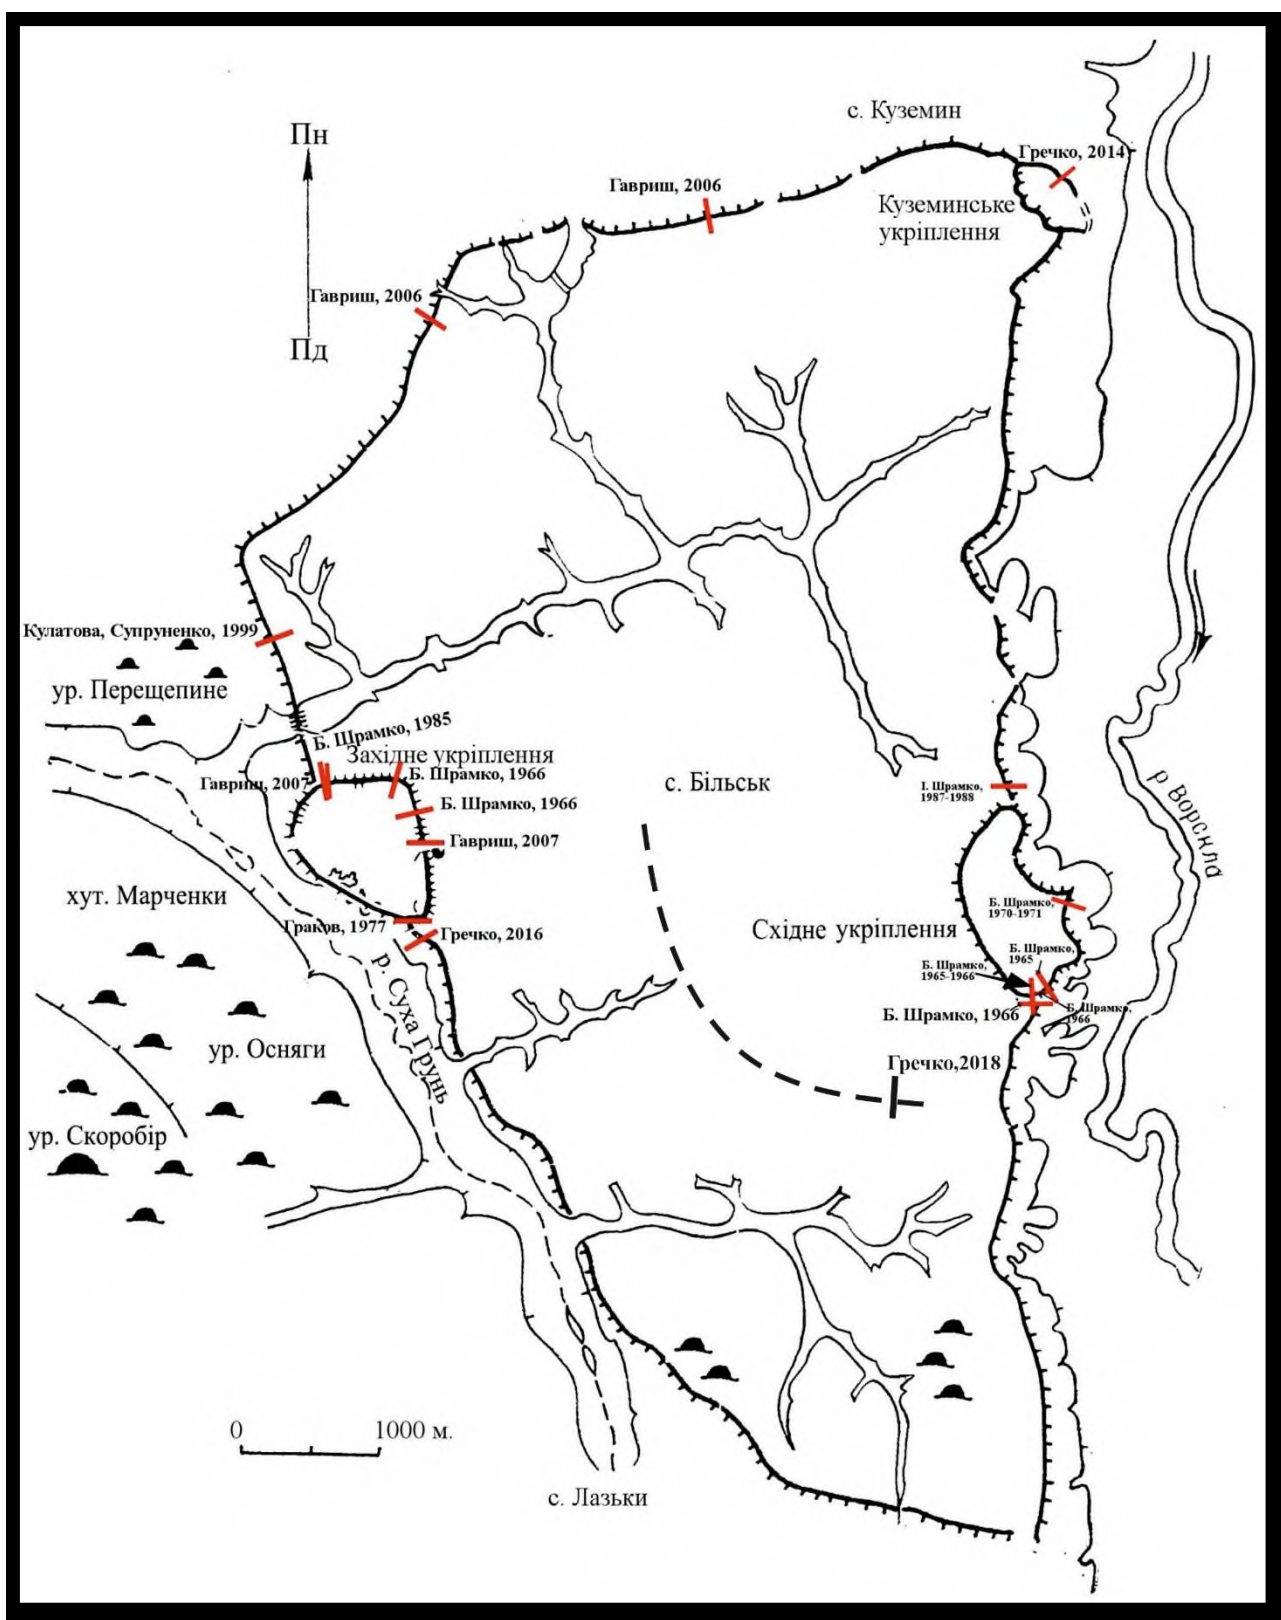 с. Куземин
Пн
Гречко, 2014
Гавриш, 2006
Куземинське
укріплення
Гавриш, 2006
Пд
Кулатова, Супруненко, 1999
ур. Перещепине
Б. Шрамко, 1985
Західне укріплення
Б. Шрамко, 1966
Гавриш, 2007
с. Більськ
І. Шрамко,
1987-1988
Б. Шрамко, 1966
р Ворскла
Гавриш, 2007
хут. Марченки
Б. Шрамко,
1970-1971
Граков, 1977
Гречко, 2016
Східне укріплення
Б. Шрамко,
1965
Б. Шрамко,
1965-1966
р. Суха Грунь
Б. Шрамко, 1966
Б. Шрамко,
1966
ур. Осняги
Гречко,2018
ур. Скоробір
0 1000 м.
с. Лазьки